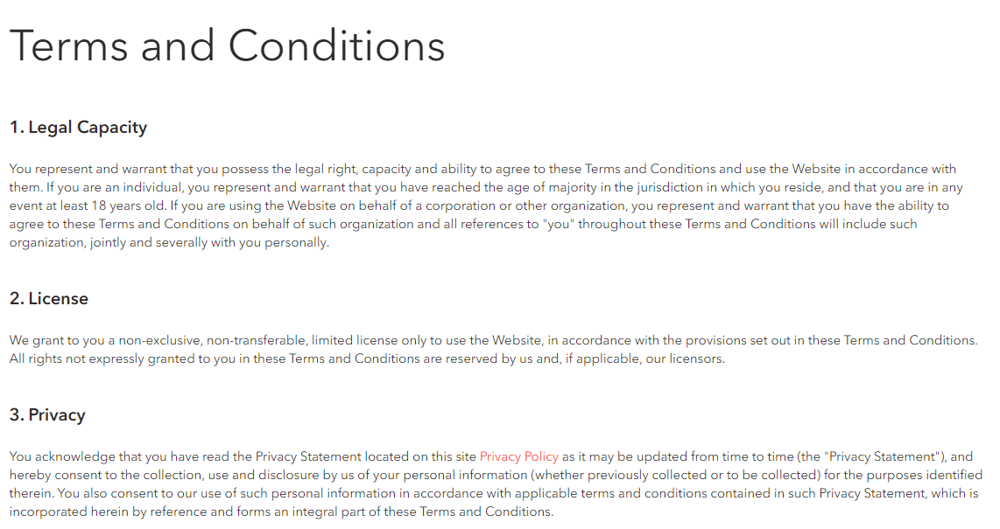 Terms and Conditions
1. Legal Capacity
You represent and warrant that you possess the legal right, capacity and ability to agree to these Terms and Conditions and use the Website in accordance with
them. If you are an individual, you represent and warrant that you have reached the age of majority in the jurisdiction in which you reside, and that you are in any
event at least 18 years old. If you are using the Website on behalf of a corporation or other organization, you represent and warrant that you have the ability to
agree to these Terms and Conditions on behalf of such organization and all references to "you" throughout these Terms and Conditions will include such
organization, jointly and severally with you personally.
2. License
We grant to you a non-exclusive, non-transferable, limited license only to use the Website, in accordance with the provisions set out in these Terms and Conditions.
All rights not expressly granted to you in these Terms and Conditions are reserved by us and, if applicable, our licensors.
3. Privacy
You acknowledge that you have read the Privacy Statement located on this site Privacy Policy as it may be updated from time to time (the "Privacy Statement"), and
hereby consent to the collection, use and disclosure by us of your personal information (whether previously collected or to be collected) for the purposes identified
therein. You also consent to our use of such personal information in accordance with applicable terms and conditions contained in such Privacy Statement, which is
incorporated herein by reference and forms an integral part of these Terms and Conditions.